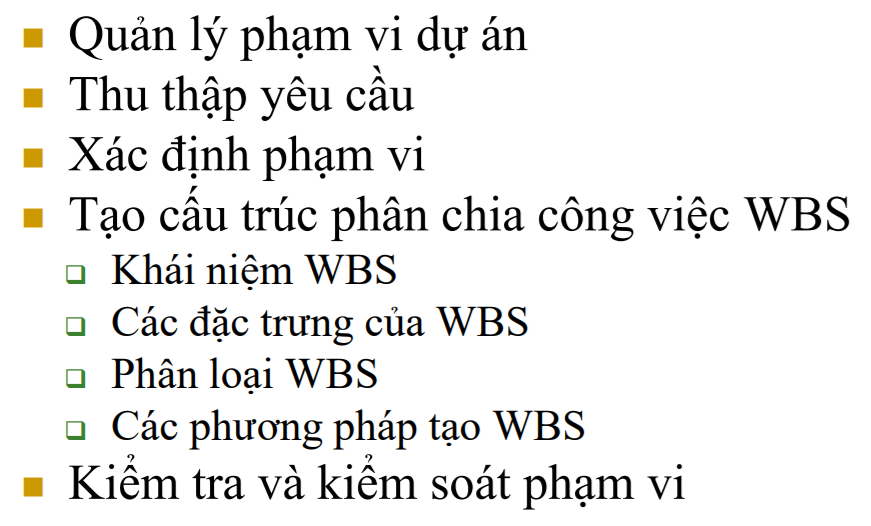 Quản lý phạm vi dự án
Thu thập yêu cầu
Xác định phạm vi
Tạo cấu trúc phân chia công việc WBS
Khái niệm WBS
Các đặc trưng của WBS
Phân loại WBS
Các phương pháp tạo WBS
Kiểm tra và kiểm soát phạm vi